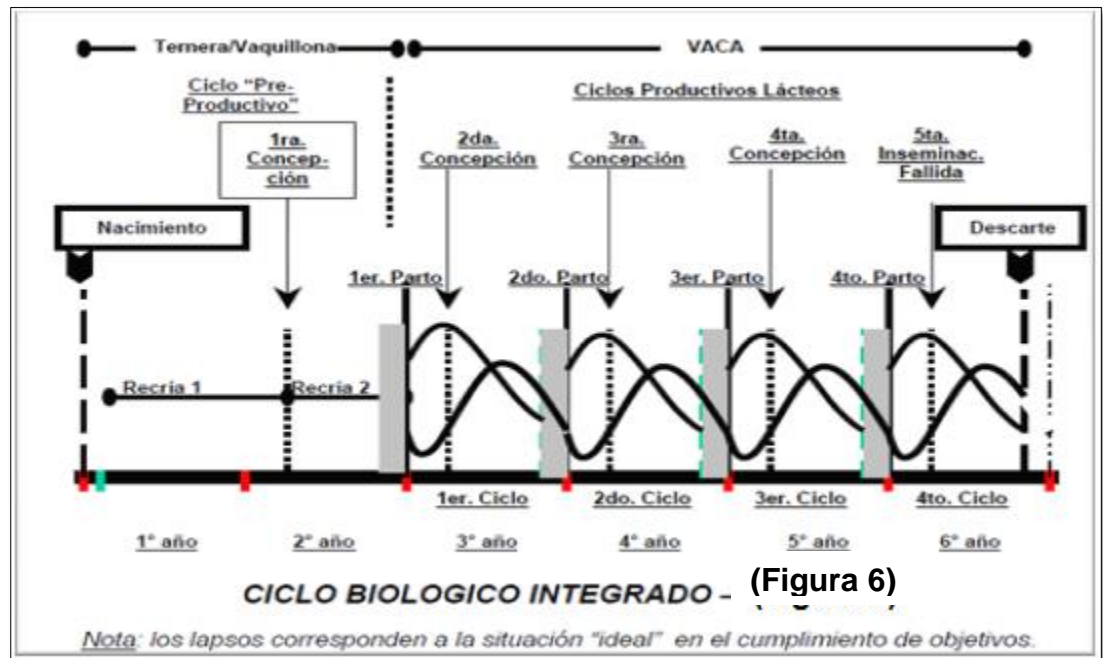 Ternera/Vaquillona
VACA
Ciclo "Pre-
Productivo"
Ciclos Productivos Lácteos
1ra.
Concep-
ción
2da.
Concepción
3ra.
Concepción
4ta.
Concepción
5ta.
Inseminac.
Fallida
Nacimiento
Descarte
1er. Parto
2do. Parto
3er. Parto
4to. Parto
Recría 1
Recría 2
1er. Ciclo
2do. Ciclo
3er. Ciclo
4to. Ciclo
1° año
2° año
3° año
4° año
5° año
6° año
CICLO BIOLOGICO INTEGRADO – (Figura 6)
Nota: los lapsos corresponden a la situación "ideal" en el cumplimiento de objetivos.